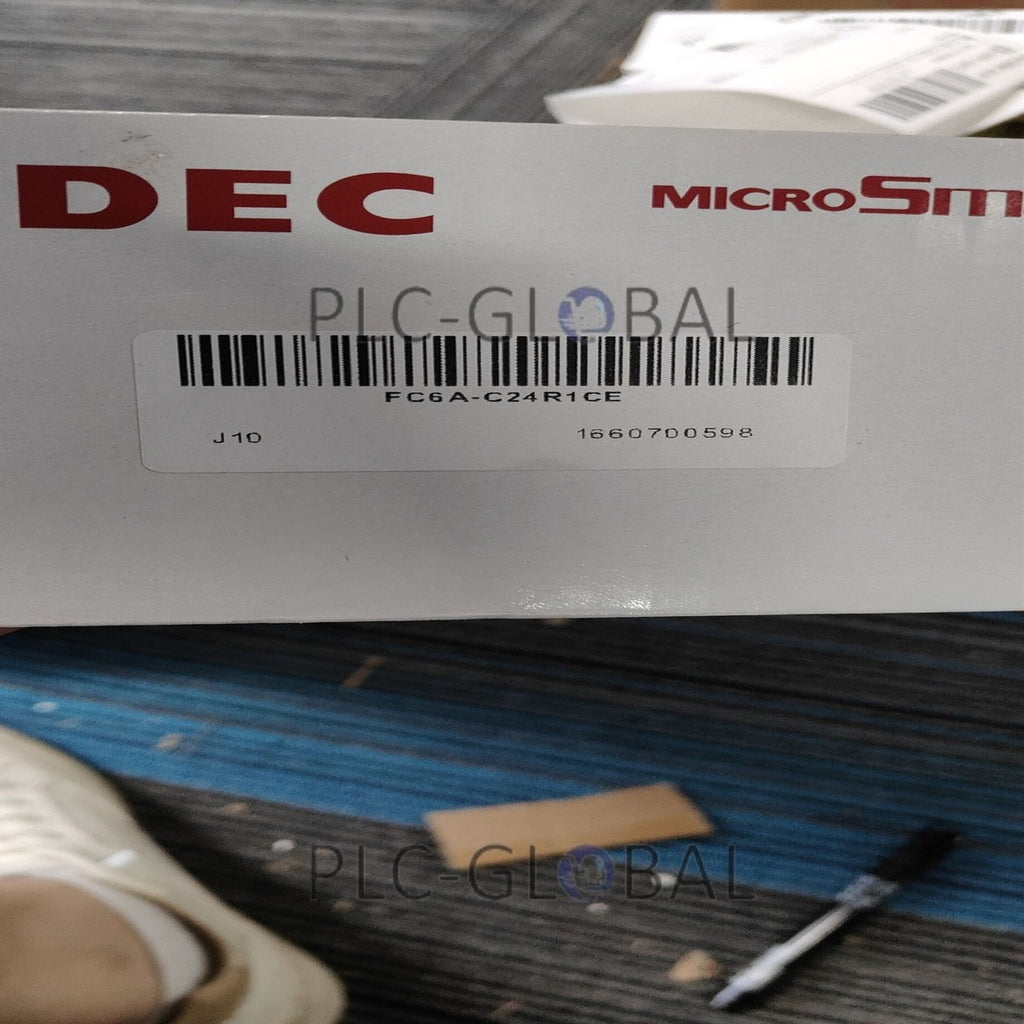 DEC
MICROSm
PLC-GLOBAL
FC6A-C24R1CE
J10
1660700598
PLC-GLOBAL